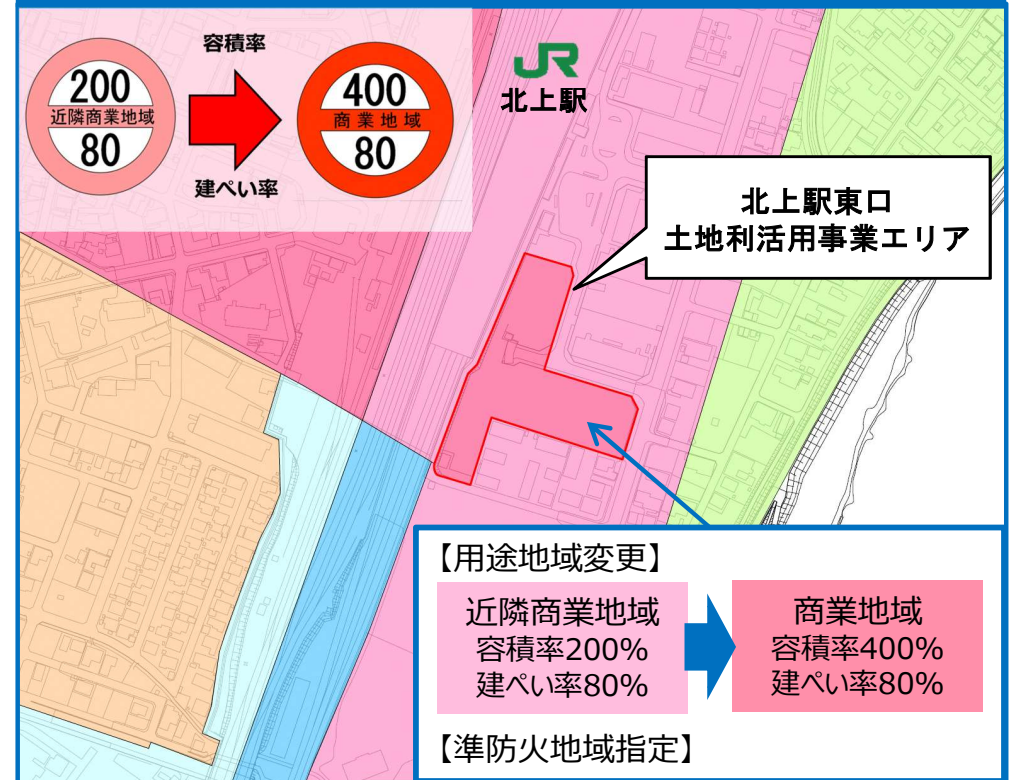 容積率
200
近隣商業地域
80
400
商業地域
80
建ぺい率
JR
北上駅
北上駅東口
土地利活用事業エリア
【用途地域変更】
近隣商業地域
容積率200%
建ぺい率80%
商業地域
容積率400%
建ぺい率80%
【準防火地域指定】